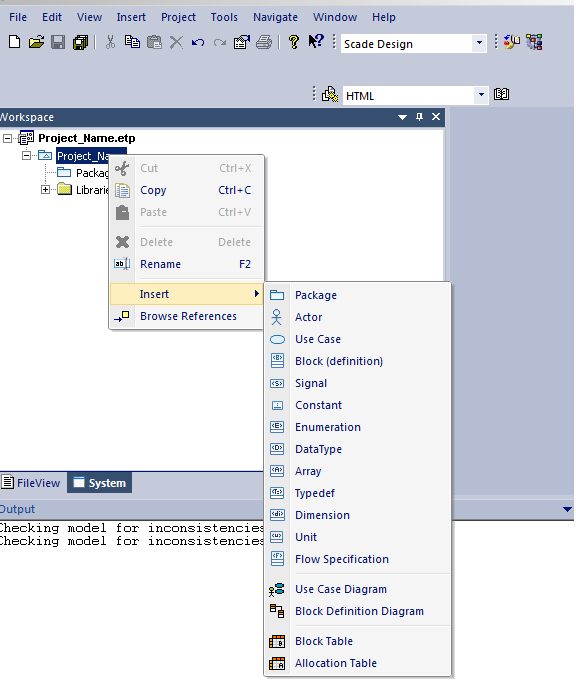 File Edit View Insert Project Tools Navigate Window Help
Scade Design
HTML
Workspace
Project_Name.etp
Project_Na
Packag
Librarie
Cut Ctrl+X
Copy Ctrl+C
Paste Ctrl+V
Delete Delete
Rename F2
Insert
Browse References
Package
Actor
Use Case
Block (definition)
Signal
Constant
Enumeration
DataType
Array
Typedef
Dimension
Unit
Flow Specification
Use Case Diagram
Block Definition Diagram
Block Table
Allocation Table
FileView System
Output
Checking model for inconsistencies
Checking model for inconsistencies